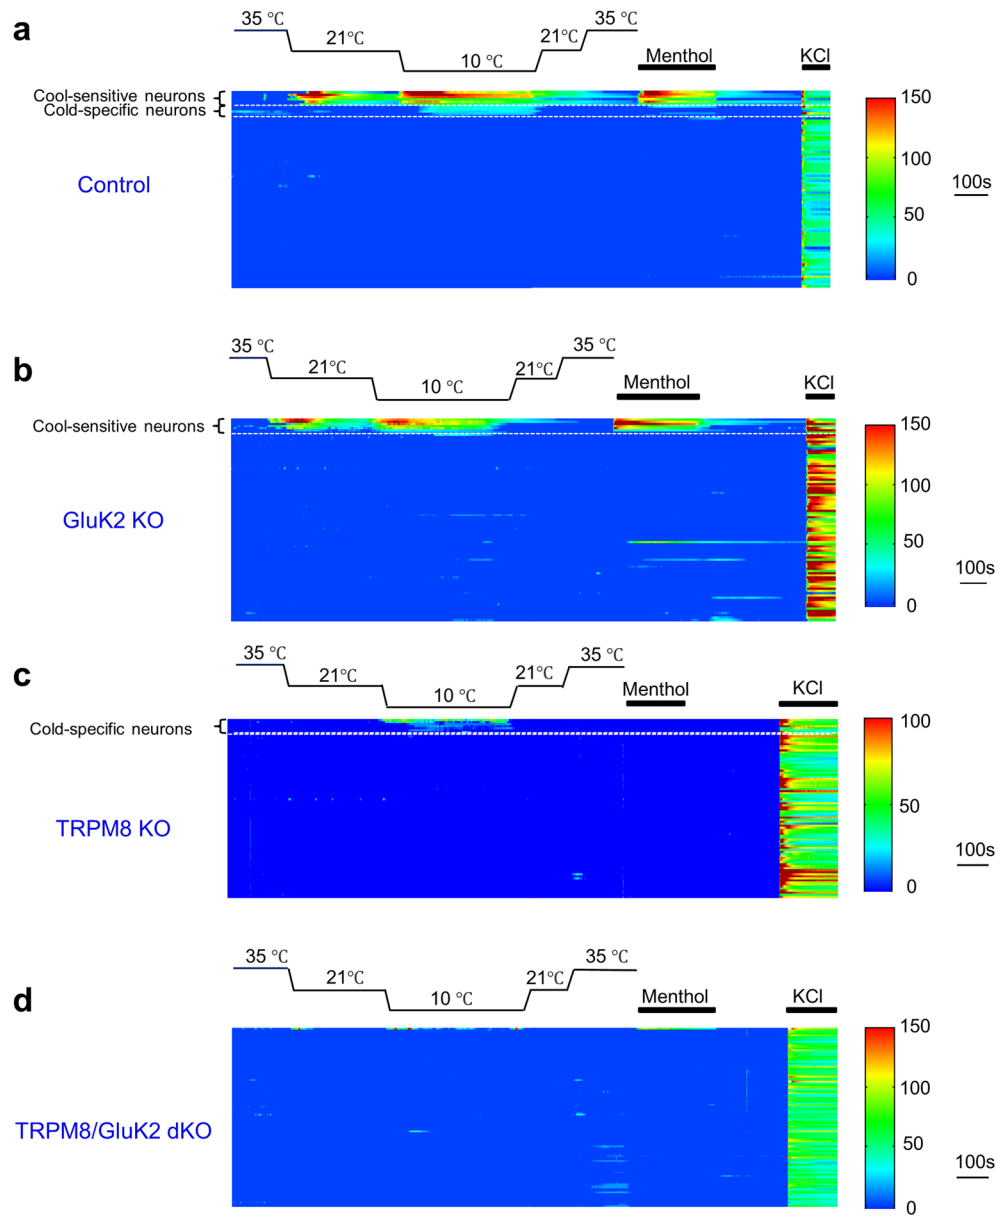 a
35 °C
21°C
10 °C
21°C
35 °C
Menthol
KCl
Cool-sensitive neurons
Cold-specific neurons
Control
150
100
50
0
100s
b
35 °C
21°C
10 °C
21°C
35 °C
Menthol
KCl
Cool-sensitive neurons
GluK2 KO
150
100
50
0
100s
c
35 °C
21°C
10 °C
21°C
35 °C
Menthol
KCl
Cold-specific neurons
TRPM8 KO
100
50
0
100s
d
35 °C
21°C
10 °C
21°C
35 °C
Menthol
KCl
TRPM8/GluK2 dKO
150
100
50
0
100s